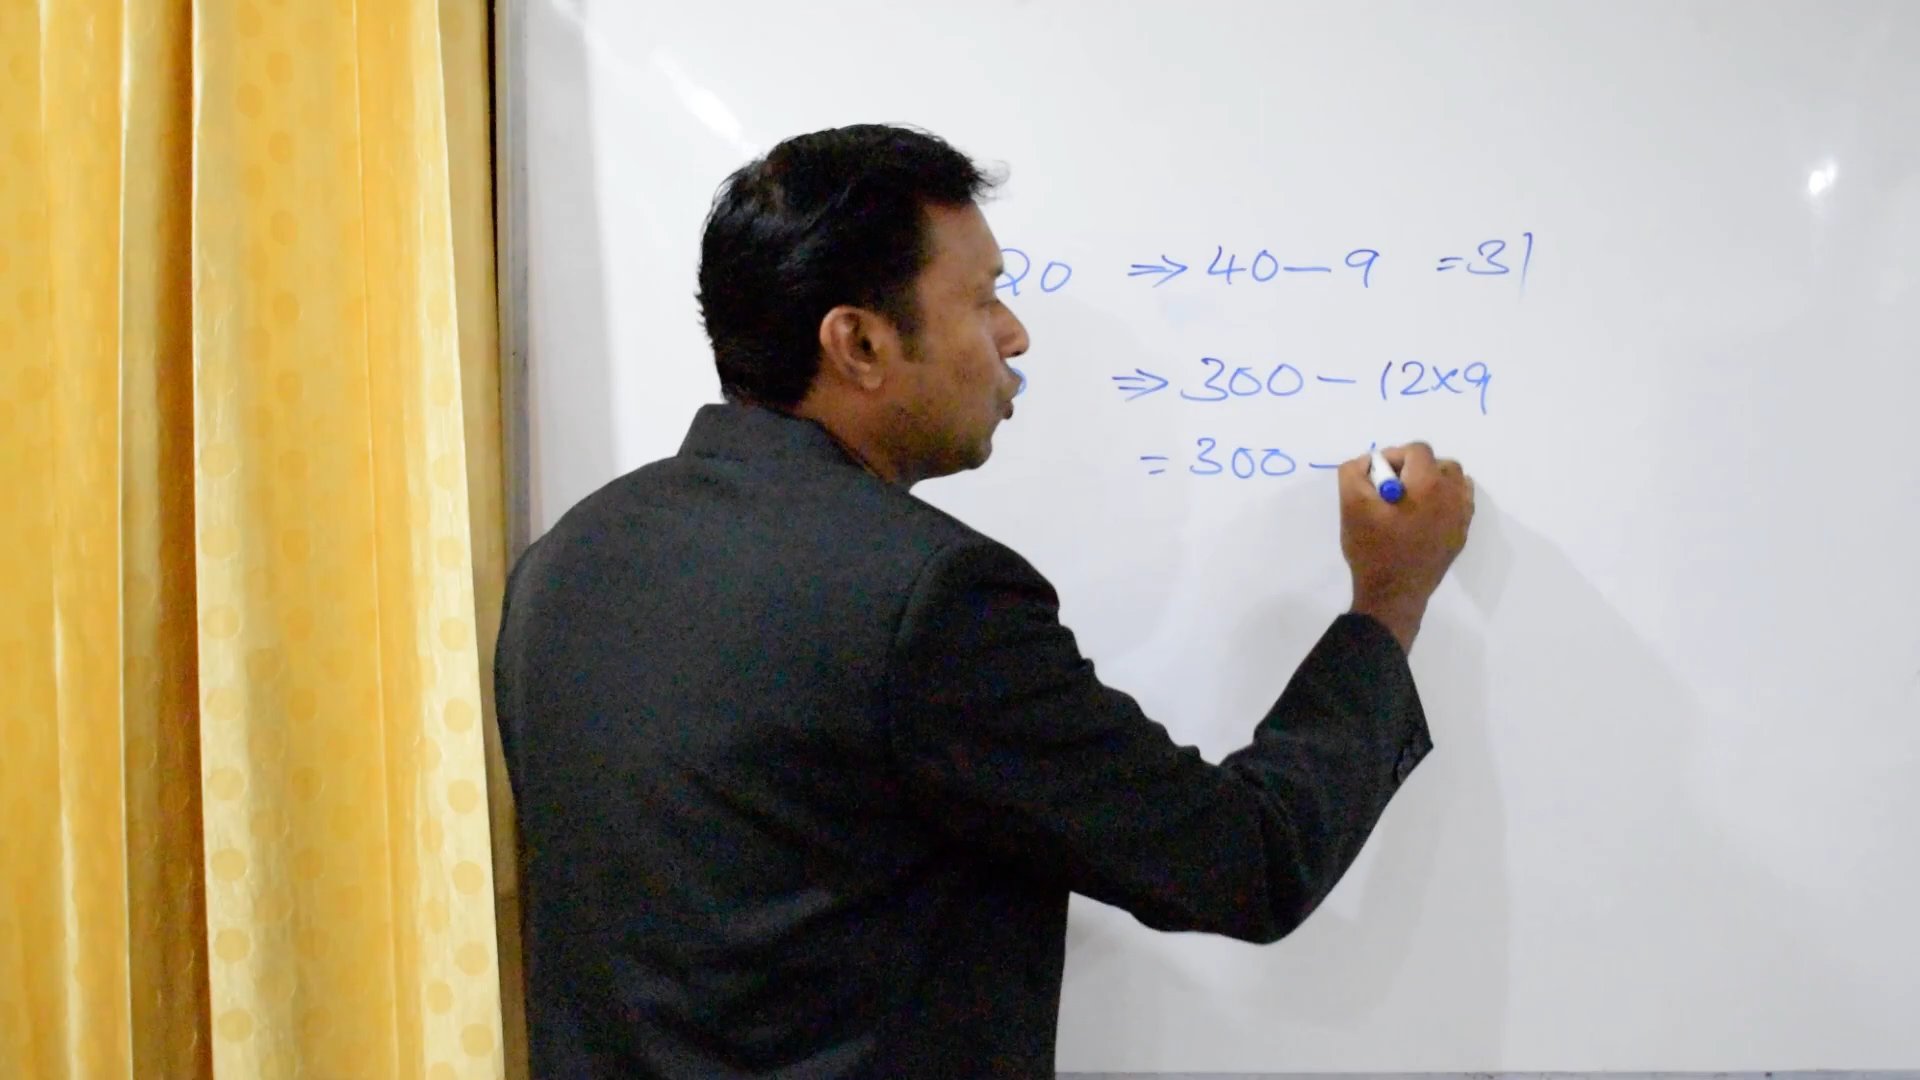 20 ⇒ 40 - 9 = 31
⇒ 300 - 12×9
= 300 -